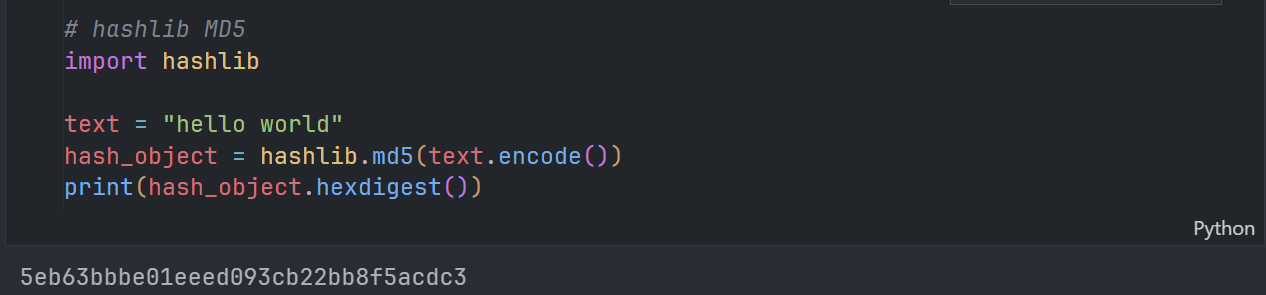 # hashlib MD5
import hashlib
text = "hello world"
hash_object = hashlib.md5(text.encode())
print(hash_object.hexdigest())
Python
5eb63bbbe01eeed093cb22bb8f5acdc3